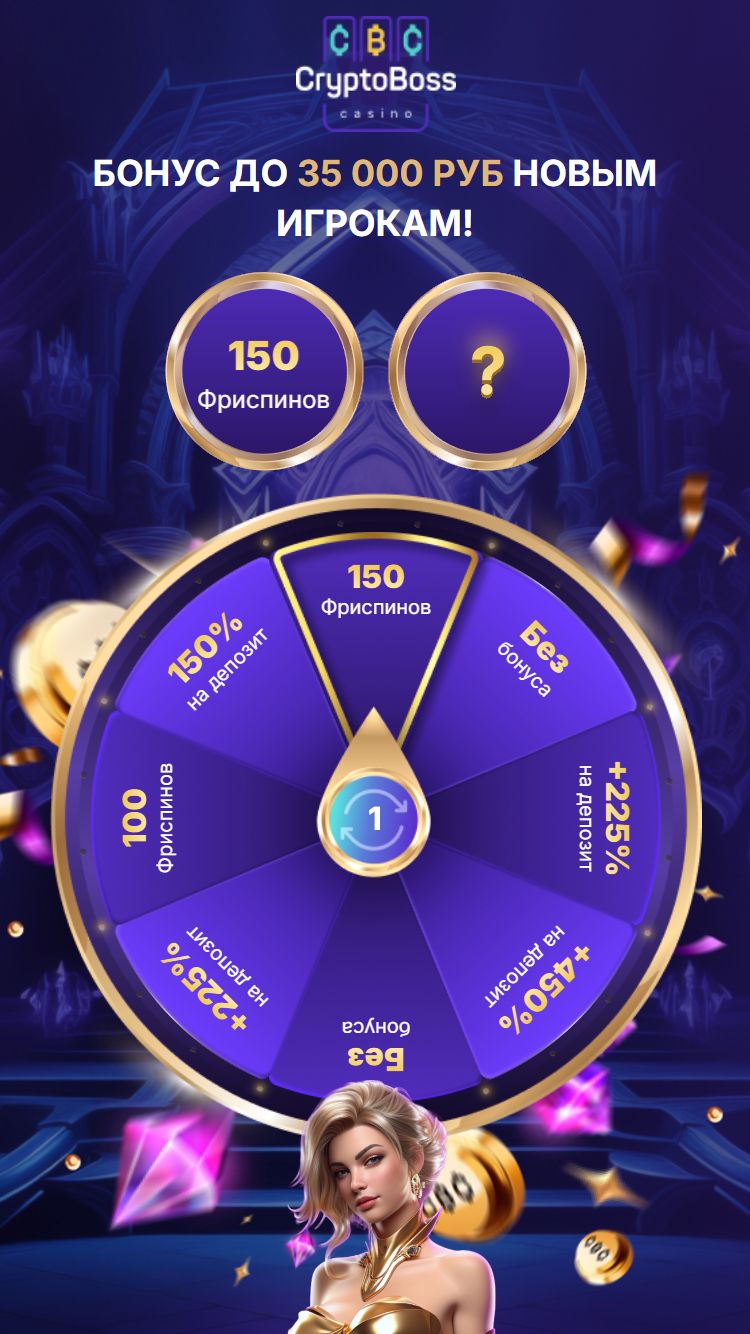 CryptoBoss
casino
БОНУС ДО 35 000 РУБ НОВЫМ
ИГРОКАМ!
150
Фриспинов
?
150
Фриспинов
Без
бонуса
+225%
на депозит
+450%
на депозит
Без
бонуса
+225%
на депозит
100
Фриспинов
150%
на депозит
1